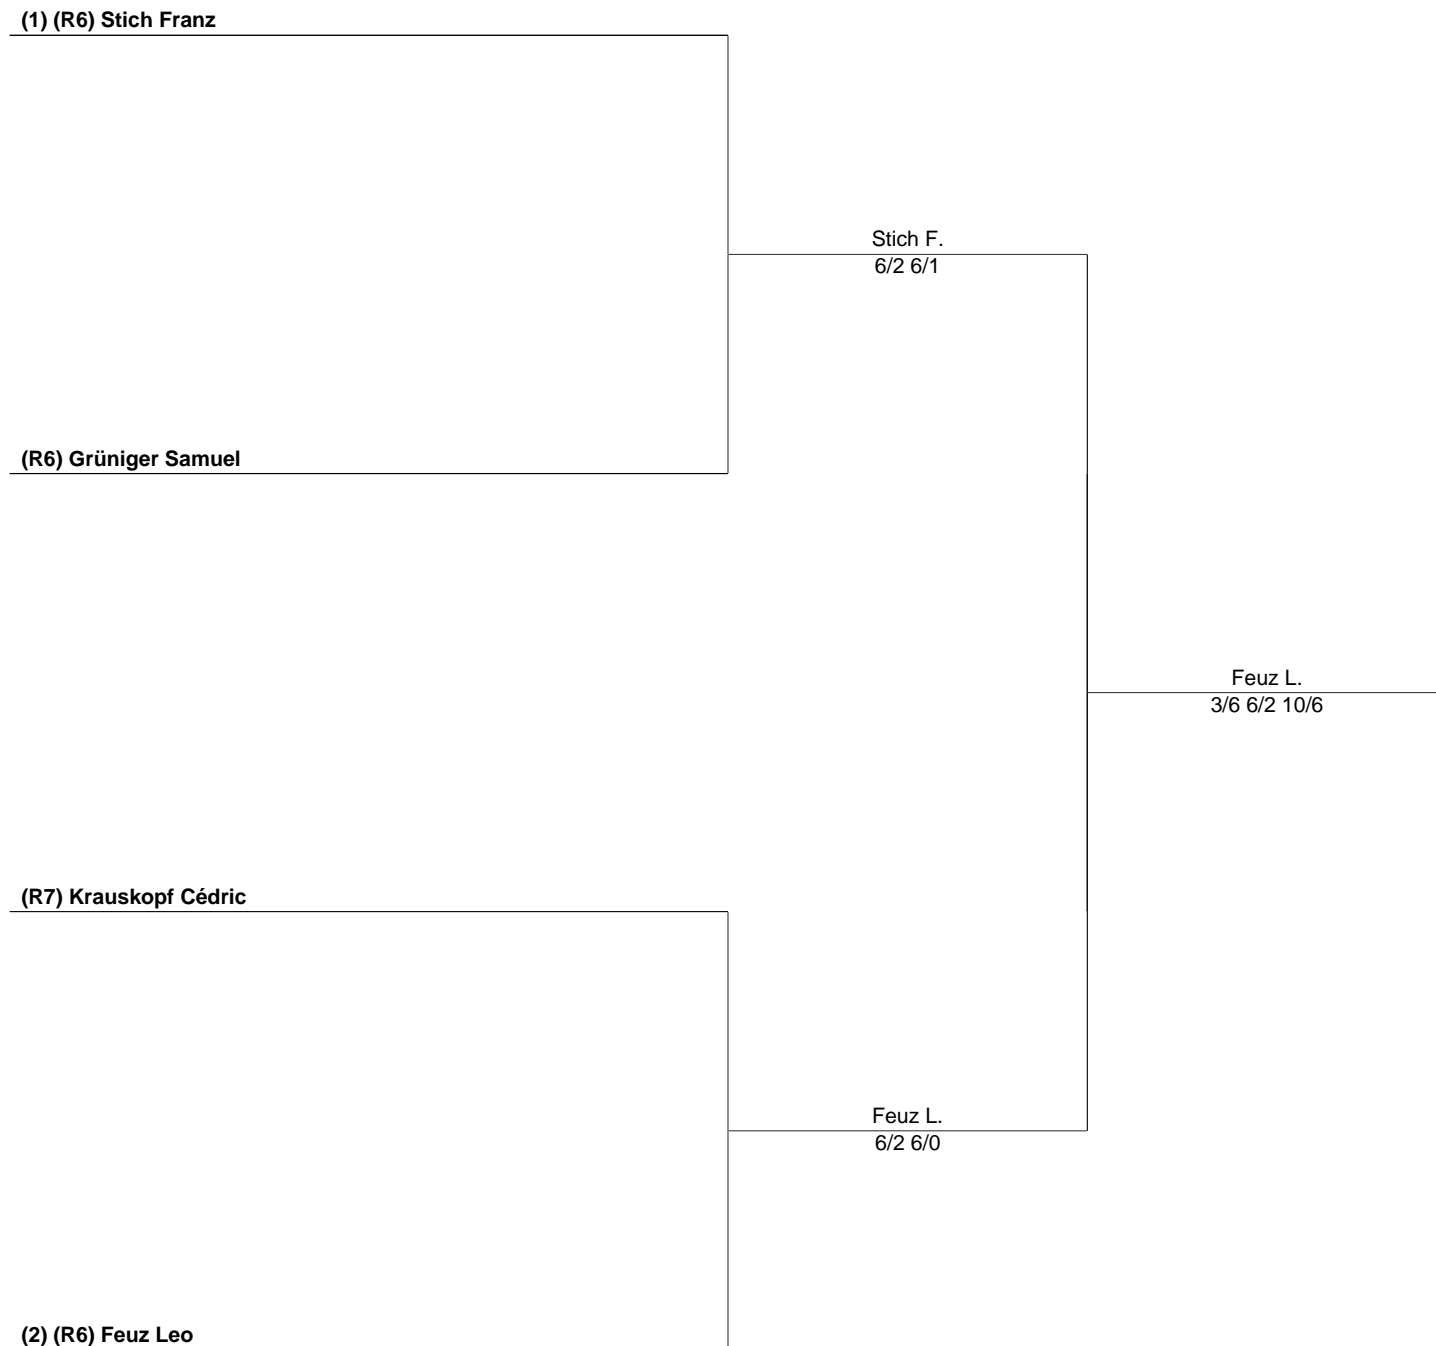 (1) (R6) Stich Franz
Stich F.
6/2 6/1
(R6) Grüniger Samuel
Feuz L.
3/6 6/2 10/6
(R7) Krauskopf Cédric
Feuz L.
6/2 6/0
(2) (R6) Feuz Leo